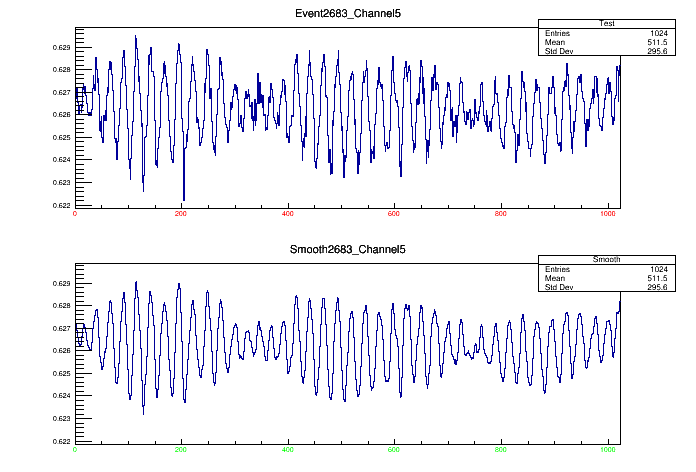 Event2683_Channel5
Test
Entries 1024
Mean 511.5
Std Dev 295.6
0.629
0.628
0.627
0.626
0.625
0.624
0.623
0.622
0 200 400 600 800 1000
Smooth2683_Channel5
Smooth
Entries 1024
Mean 511.5
Std Dev 295.6
0.629
0.628
0.627
0.626
0.625
0.624
0.623
0.622
0 200 400 600 800 1000